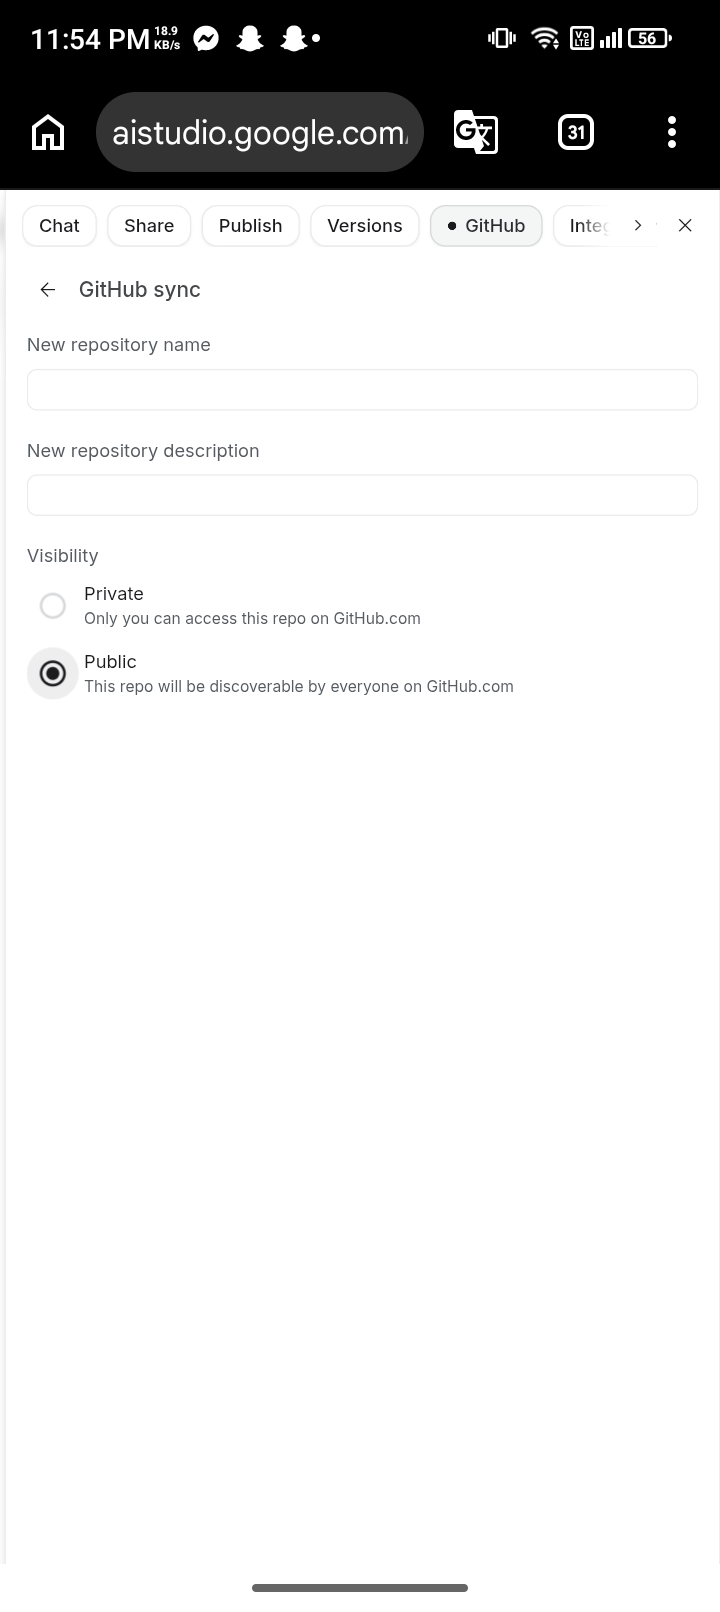 11:54 PM 18.9 KB/s Vo LTE 56
aistudio.google.com 31
Chat Share Publish Versions GitHub
GitHub sync
New repository name
New repository description
Visibility
Private
Only you can access this repo on GitHub.com
Public
This repo will be discoverable by everyone on GitHub.com